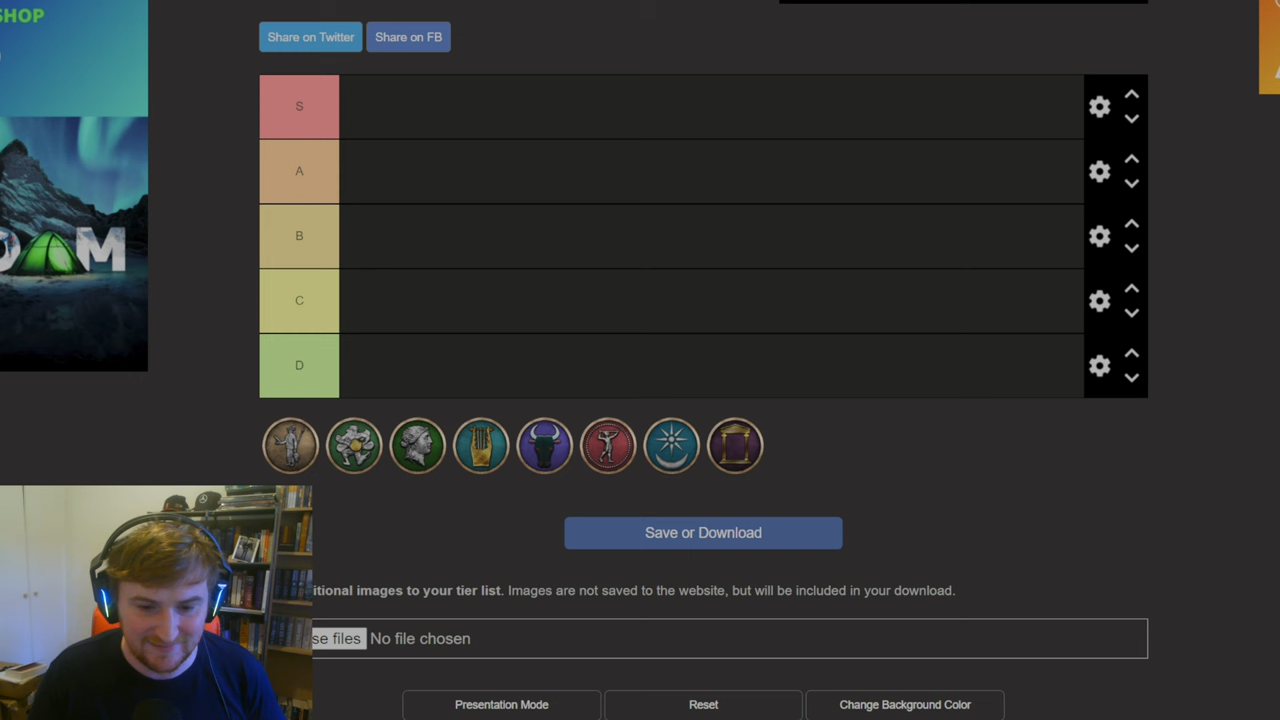 SHOP
Share on Twitter
Share on FB
S
A
B
C
D
Save or Download
itional images to your tier list. Images are not saved to the website, but will be included in your download.
se files No file chosen
Presentation Mode
Reset
Change Background Color